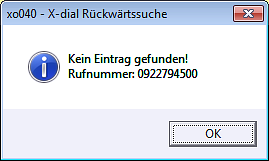 xo040 - X-dial Rückwärtssuche
Kein Eintrag gefunden!
Rufnummer: 0922794500
OK